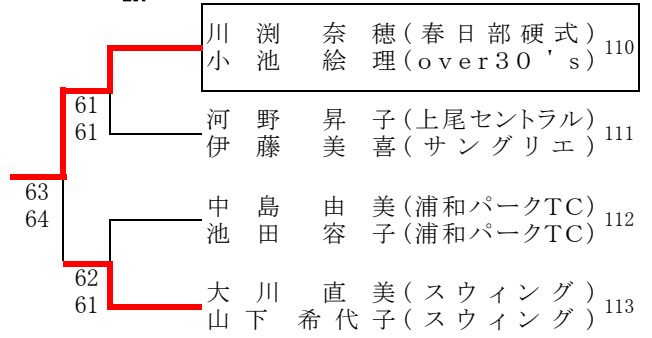 川渕　奈穂(春日部硬式)
小池　絵理(over30's)
110
61
61
河野　昇子(上尾セントラル)
伊藤　美喜(サングリエ)
111
63
64
中島　由美(浦和パークTC)
池田　容子(浦和パークTC)
112
62
61
大川　直美(スウィング)
山下　希代子(スウィング)
113